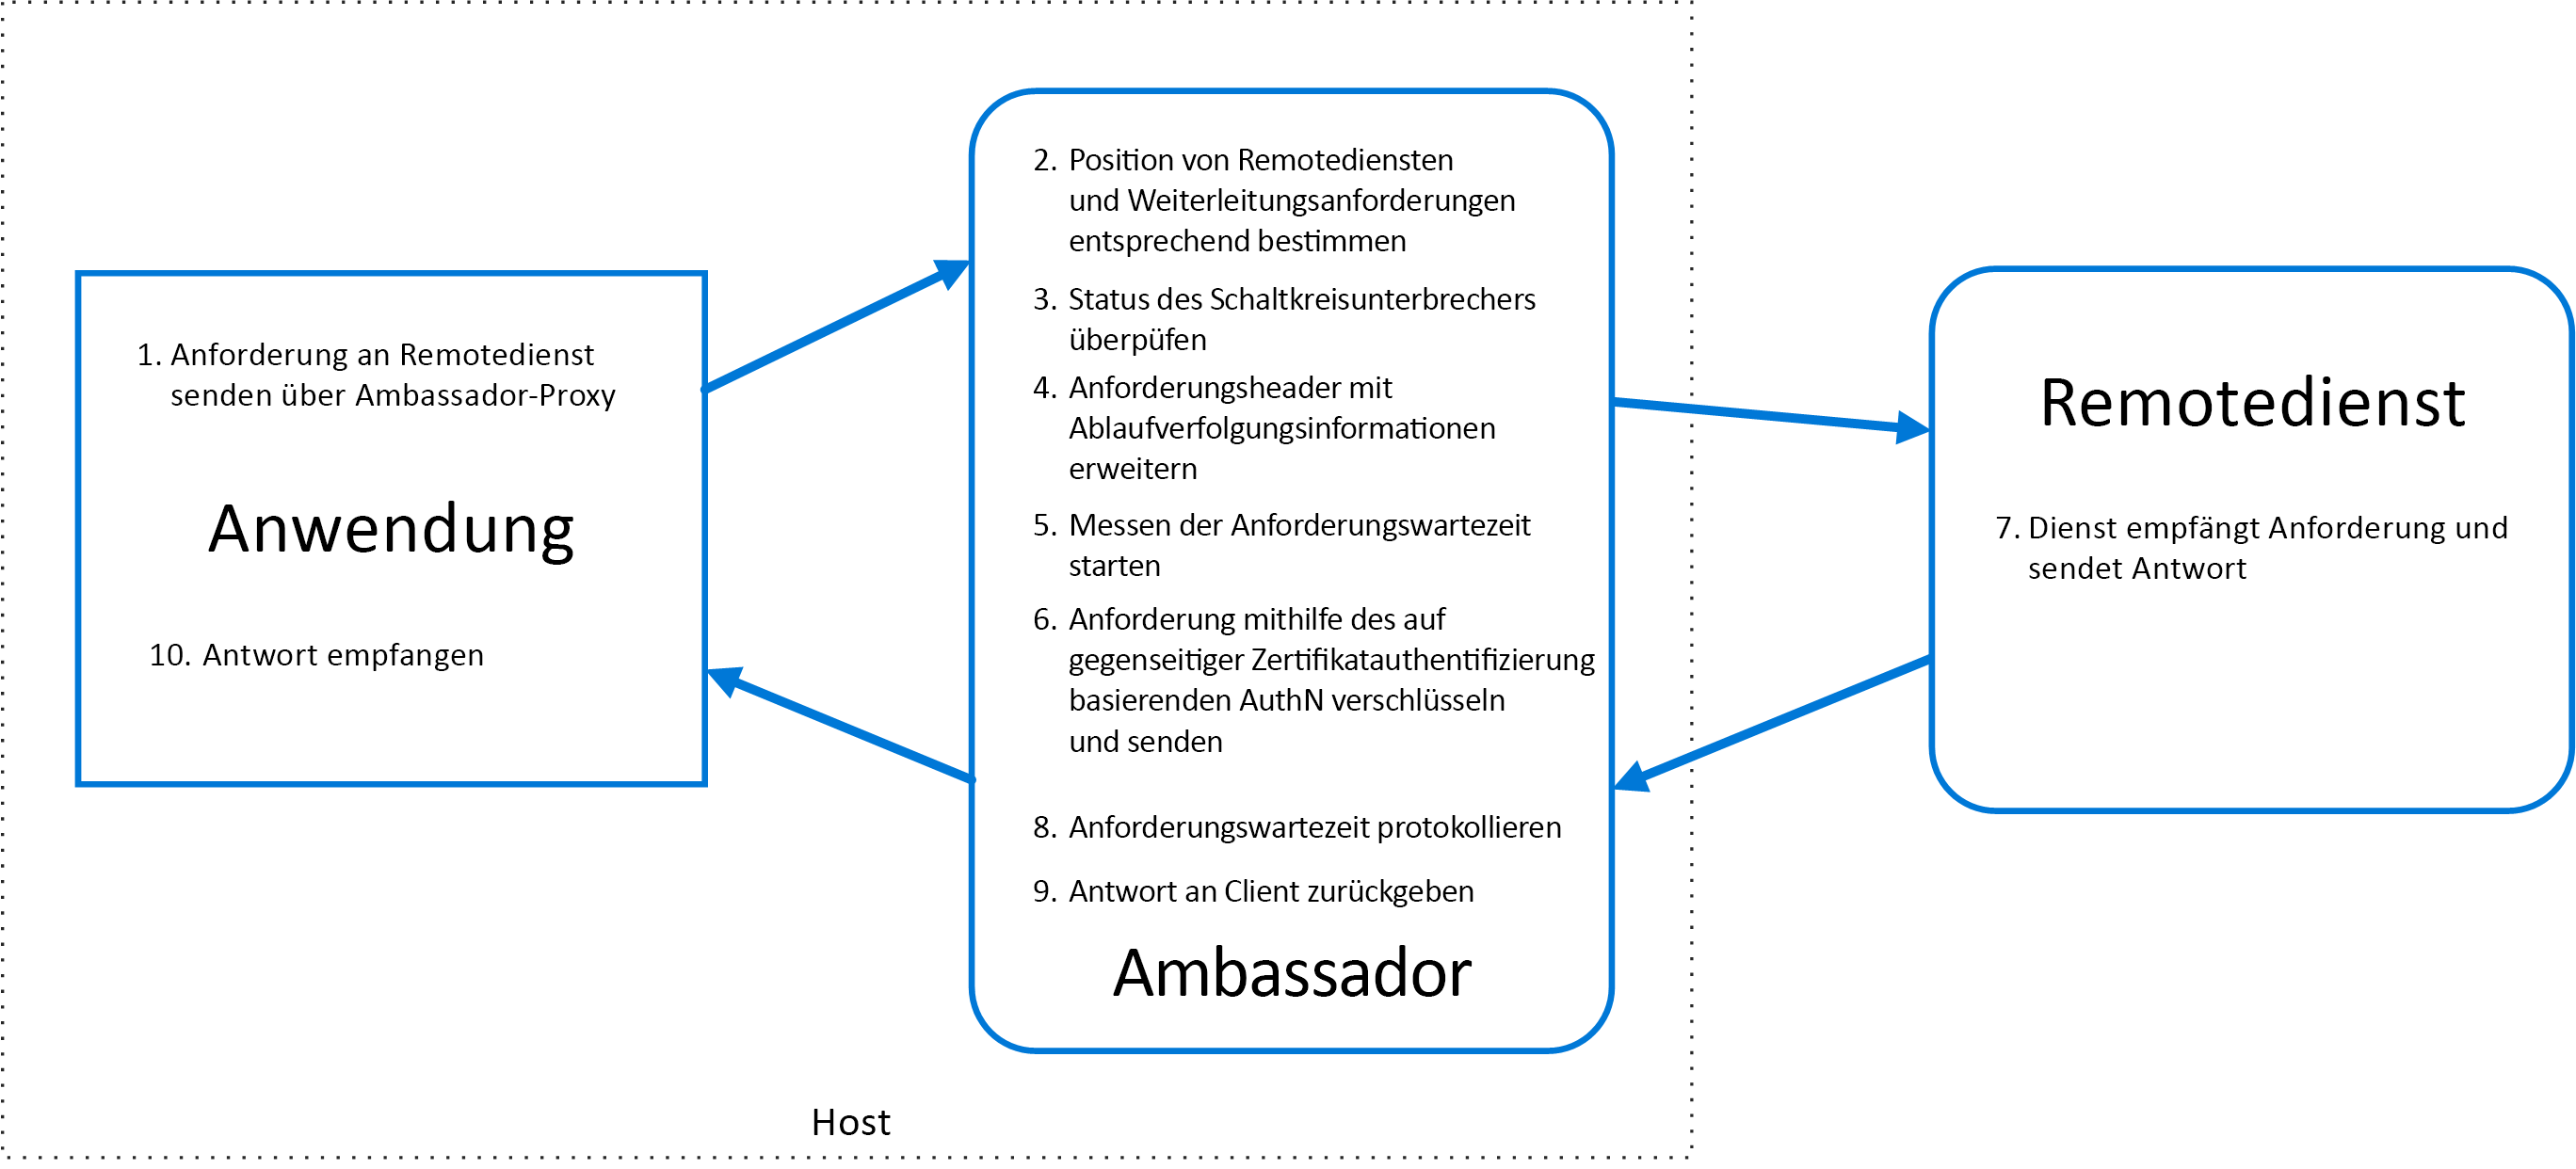 1. Anforderung an Remotedienst
senden über Ambassador-Proxy
Anwendung
10. Antwort empfangen
2. Position von Remotediensten
und Weiterleitungsanforderungen
entsprechend bestimmen
3. Status des Schaltkreisunterbrechers
überpüfen
4. Anforderungsheader mit
Ablaufverfolgungsinformationen
erweitern
5. Messen der Anforderungswartezeit
starten
6. Anforderung mithilfe des auf
gegenseitiger Zertifikatauthentifizierung
basierenden AuthN verschlüsseln
und senden
8. Anforderungswartezeit protokollieren
9. Antwort an Client zurückgeben
Ambassador
Remotedienst
7. Dienst empfängt Anforderung und
sendet Antwort
Host